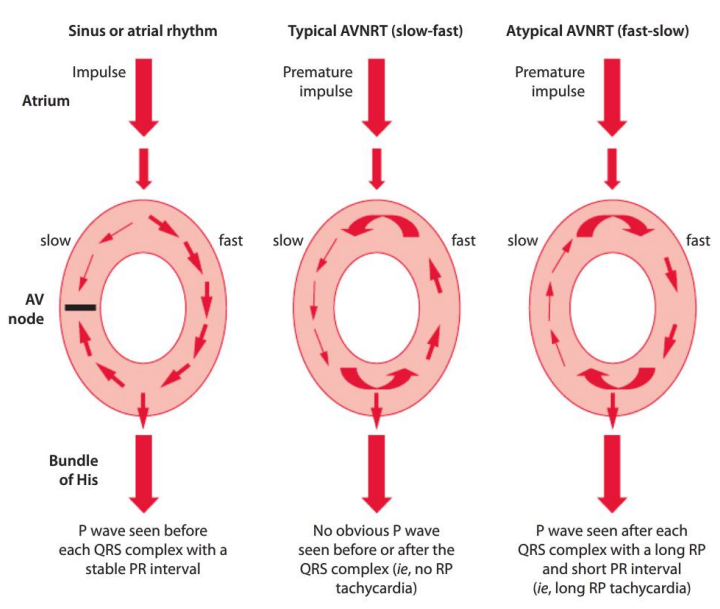 Sinus or atrial rhythm
Typical AVNRT (slow-fast)
Atypical AVNRT (fast-slow)
Impulse
Atrium
Premature
impulse
Premature
impulse
slow
fast
slow
fast
slow
fast
AV
node
Bundle
of His
P wave seen before
each QRS complex with a
stable PR interval
No obvious P wave
seen before or after the
QRS complex (ie, no RP
tachycardia)
P wave seen after each
QRS complex with a long RP
and short PR interval
(ie, long RP tachycardia)